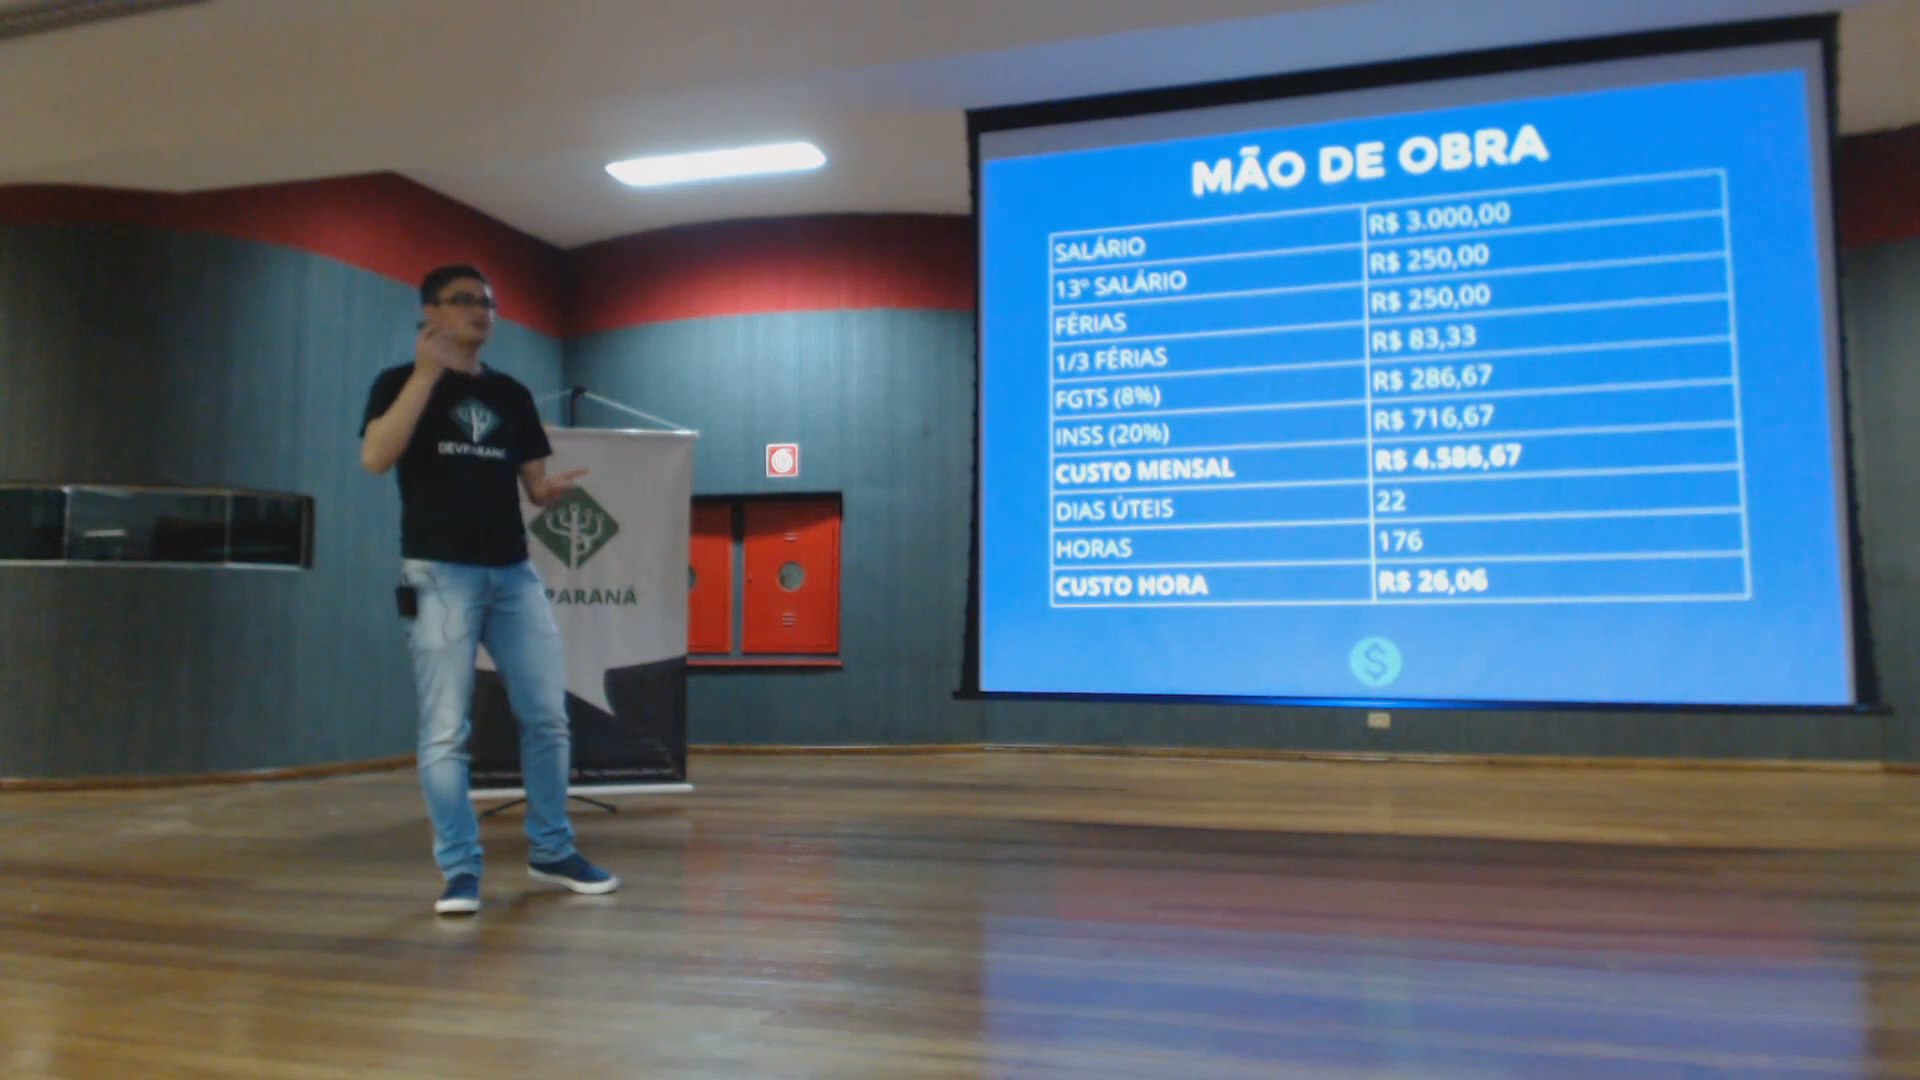 MÃO DE OBRA
SALÁRIO R$ 3.000,00
13º SALÁRIO R$ 250,00
FÉRIAS R$ 250,00
1/3 FÉRIAS R$ 83,33
FGTS (8%) R$ 286,67
INSS (20%) R$ 716,67
CUSTO MENSAL R$ 4.586,67
DIAS ÚTEIS 22
HORAS 176
CUSTO HORA R$ 26,06
$
DEVPARANÁ
PARANÁ